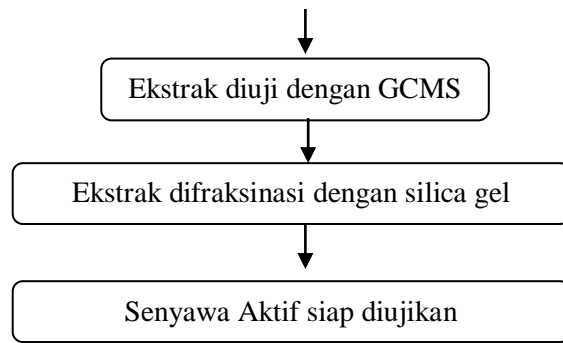 Ekstrak diuji dengan GCMS
Ekstrak difraksinasi dengan silica gel
Senyawa Aktif siap diujikan